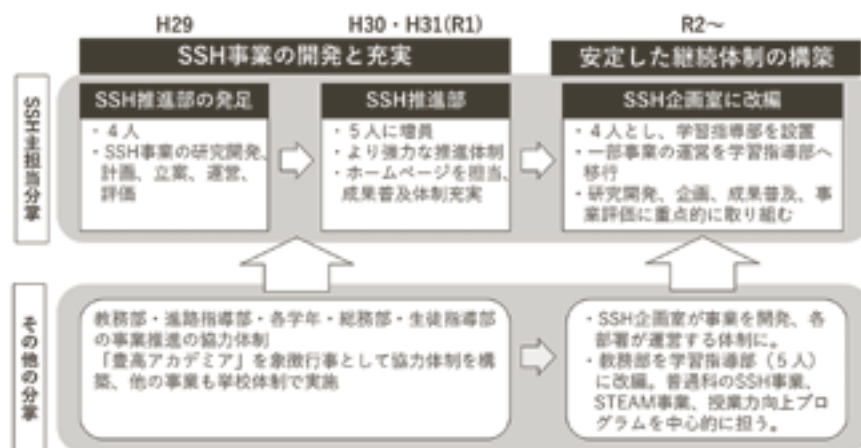 H29
H30・H31(R1)
R2～
SSH事業の開発と充実
安定した継続体制の構築
SSH主担当分掌
SSH推進部の発足
・４人
・SSH事業の研究開発、
計画、立案、運営、
評価
SSH推進部
・５人に増員
・より強力な推進体制
・ホームページを担当、
成果普及体制充実
SSH企画室に改編
・４人とし、学習指導部を設置
・一部事業の運営を学習指導部へ
移行
・研究開発、企画、成果普及、事
業評価に重点的に取り組む
その他の分掌
教務部・進路指導部・各学年・総務部・生徒指導部
の事業推進の協力体制
「豊高アカデミア」を象徴行事として協力体制を構
築、他の事業も挙校体制で実施
・SSH企画室が事業を開発、各
部署が運営する体制に。
・教務部を学習指導部（５人）
に改編。普通科のSSH事業、
STEAM事業、授業力向上プロ
グラムを中心的に担う。